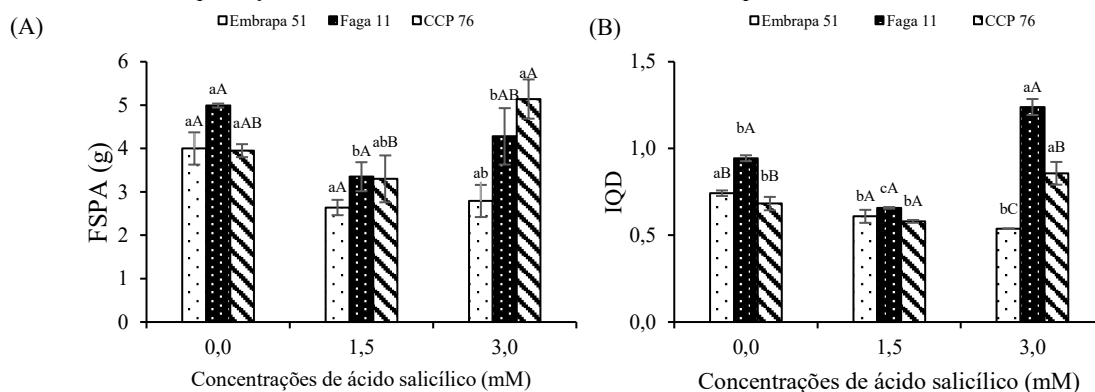 (A)
Embrapa 51 Faga 11 CCP 76
FSPA (g)
6
5
4
3
2
1
0
aA aA aAB
aA bA abB
ab bAB aA
0,0 1,5 3,0
Concentrações de ácido salicílico (mM)
(B)
Embrapa 51 Faga 11 CCP 76
IQD
1,5
1,0
0,5
0,0
aB bA bB
bA cA bA
bC aA aB
0,0 1,5 3,0
Concentrações de ácido salicílico (mM)